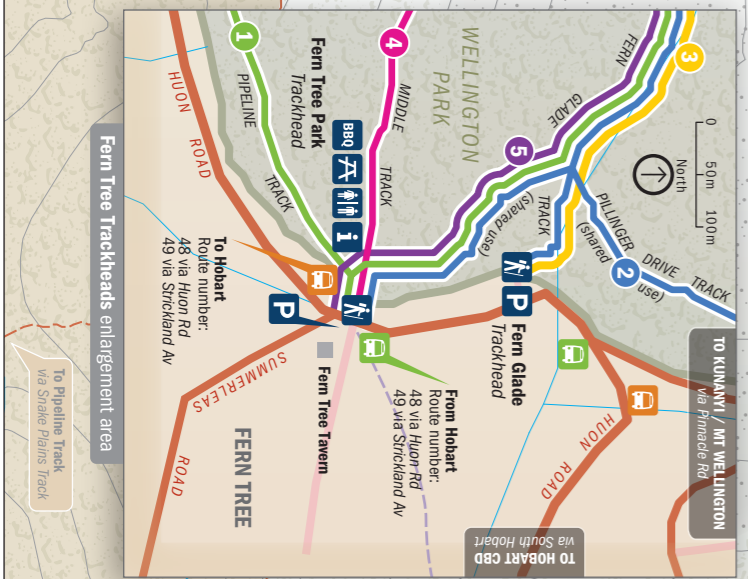 TO KUNANYI / MT WELLINGTON
via Pinnacle Rd
0 50m 100m
North
3
FERN
GLADE
TRACK
(shared use)
5
PILLINGER
DRIVE TRACK
(shared
use)
2
WELLINGTON
PARK
4
MIDDLE
TRACK
1
PIPELINE
TRACK
HUON
ROAD
Fern Tree Park
Trackhead
BBQ
i
P
P
Fern Glade
Trackhead
HUON
ROAD
TO HOBART CBD
via South Hobart
From Hobart
Route number:
48 via Huon Rd
49 via Strickland Av
Fern Tree Tavern
FERN TREE
To Hobart
Route number:
48 via Huon Rd
49 via Strickland Av
SUMMERLEAS
ROAD
Fern Tree Trackheads enlargement area
To Pipeline Track
via Snake Plains Track